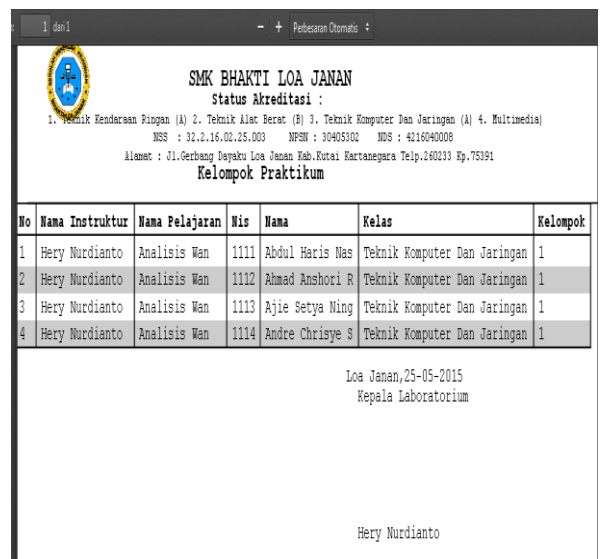 1 dari 1 − + Perbesaran Otomatis
SMK BHAKTI LOA JANAN
Status Akreditasi :
1. Teknik Kendaraan Ringan (A) 2. Teknik Alat Berat (B) 3. Teknik Komputer Dan Jaringan (A) 4. Multimedia)
NSS : 32.2.16.02.25.003 NPSN : 30405302 NDS : 4216040008
Alamat : Jl.Gerbang Dayaku Loa Janan Kab.Kutai Kartanegara Telp.260233 Kp.75391
Kelompok Praktikum
No Nama Instruktur Nama Pelajaran Nis Nama Kelas Kelompok
1 Hery Nurdianto Analisis Wan 1111 Abdul Haris Nas Teknik Komputer Dan Jaringan 1
2 Hery Nurdianto Analisis Wan 1112 Ahmad Anshori R Teknik Komputer Dan Jaringan 1
3 Hery Nurdianto Analisis Wan 1113 Ajie Setya Ning Teknik Komputer Dan Jaringan 1
4 Hery Nurdianto Analisis Wan 1114 Andre Chrisye S Teknik Komputer Dan Jaringan 1
Loa Janan,25-05-2015
Kepala Laboratorium
Hery Nurdianto